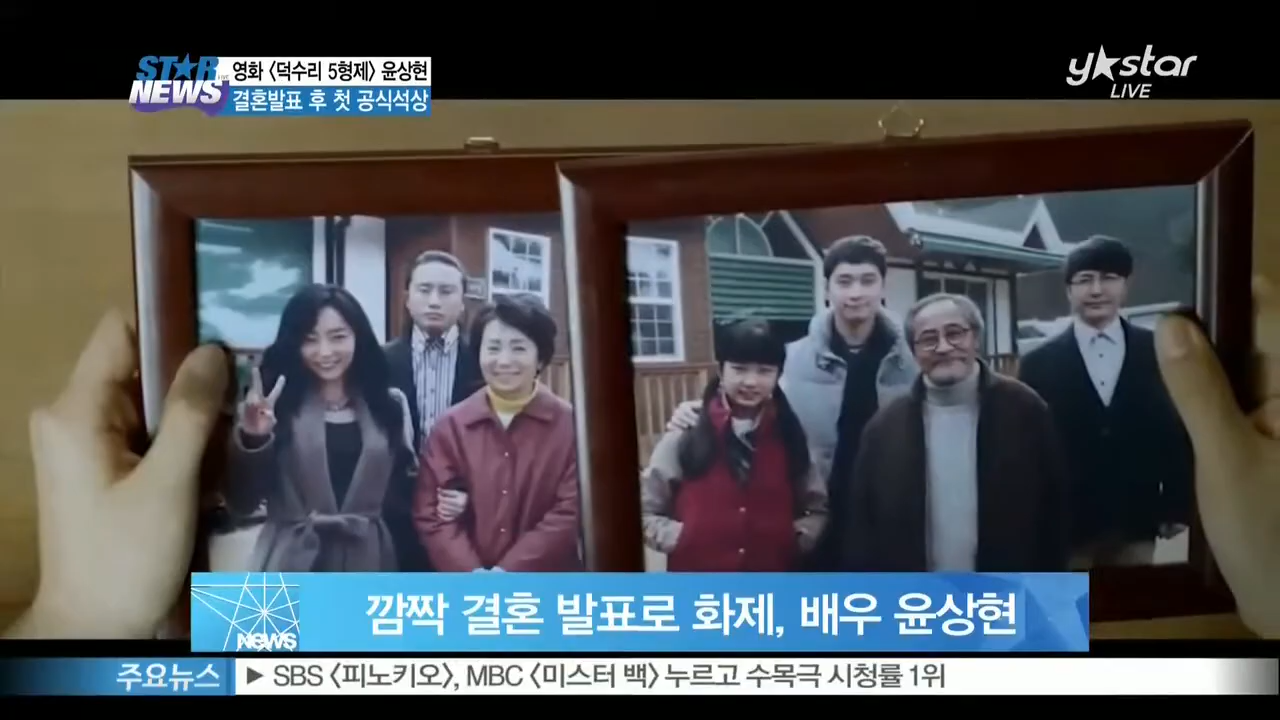 STAR NEWS LIVE
영화 <덕수리 5형제> 윤상현
결혼발표 후 첫 공식석상
y★star
LIVE
깜짝 결혼 발표로 화제, 배우 윤상현
NEWS
주요뉴스
▶ SBS <피노키오>, MBC <미스터 백> 누르고 수목극 시청률 1위